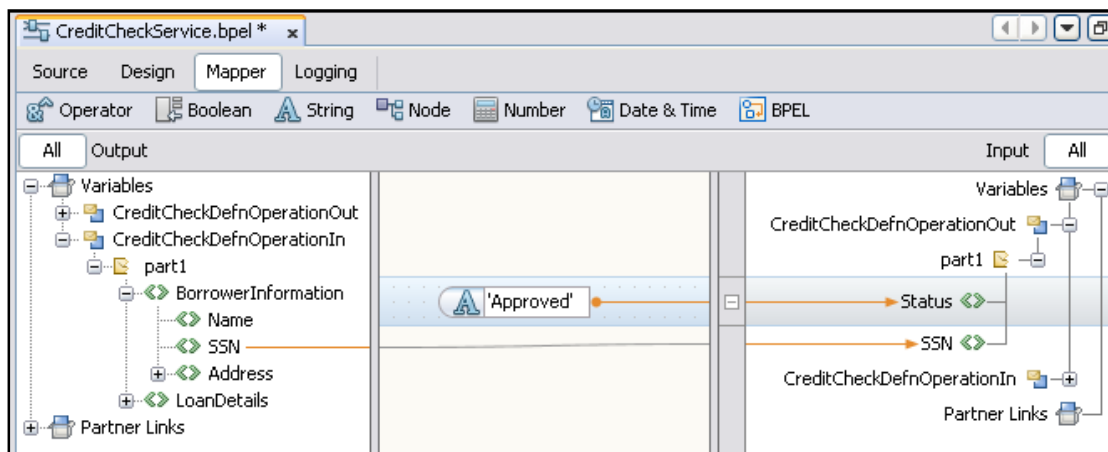 CreditCheckService.bpel * x
Source Design Mapper Logging
Operator Boolean String Node Number Date & Time BPEL
All Output Input All
Variables
CreditCheckDefnOperationOut
CreditCheckDefnOperationIn
part1
BorrowerInformation
Name
SSN
Address
LoanDetails
Partner Links
'Approved'
Variables
CreditCheckDefnOperationOut
part1
Status
SSN
CreditCheckDefnOperationIn
Partner Links